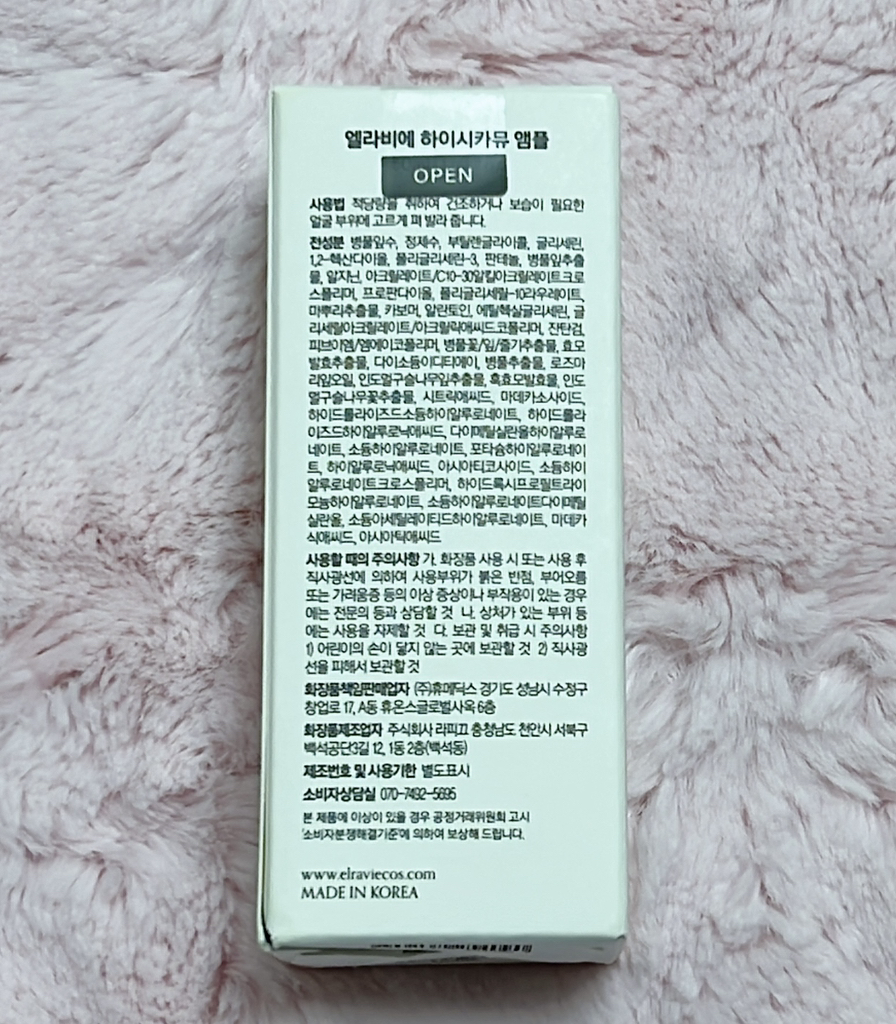 엘라비에 하이시카뮤 앰플
OPEN
사용법 적당량을 취하여 건조하거나 보습이 필요한
얼굴 부위에 고르게 펴 발라 줍니다.
전성분 병풀잎수, 정제수, 부틸렌글라이콜, 글리세린,
1,2-헥산다이올, 폴리글리세린-3, 판테놀, 병풀잎추출
물, 알지닌, 아크릴레이트/C10-30알킬아크릴레이트크로
스폴리머, 프로판다이올, 폴리글리세릴-10라우레이트,
마뿌리추출물, 카보머, 알란토인, 에틸헥실글리세린, 글
리세릴아크릴레이트/아크릴릭애씨드코폴리머, 잔탄검,
피브이엠/엠에이코폴리머, 병풀꽃/잎/줄기추출물, 효모
발효추출물, 다이소듐이디티에이, 병풀추출물, 로즈마
리잎오일, 인도멀구슬나무잎추출물, 흑효모발효물, 인도
멀구슬나무꽃추출물, 시트릭애씨드, 마데카소사이드,
하이드롤라이즈드소듐하이알루로네이트, 하이드롤라
이즈드하이알루로닉애씨드, 다이메틸실란올하이알루로
네이트, 소듐하이알루로네이트, 포타슘하이알루로네이
트, 하이알루로닉애씨드, 아시아티코사이드, 소듐하이
알루로네이트크로스폴리머, 하이드록시프로필트라이
모늄하이알루로네이트, 소듐하이알루로네이트다이메틸
실란올, 소듐아세틸레이티드하이알루로네이트, 마데카
식애씨드, 아시아틱애씨드
사용할 때의 주의사항 가. 화장품 사용 시 또는 사용 후
직사광선에 의하여 사용부위가 붉은 반점, 부어오름
또는 가려움증 등의 이상 증상이나 부작용이 있는 경우
에는 전문의 등과 상담할 것 나. 상처가 있는 부위 등
에는 사용을 자제할 것 다. 보관 및 취급 시 주의사항
1) 어린이의 손이 닿지 않는 곳에 보관할 것 2) 직사광
선을 피해서 보관할 것
화장품책임판매업자 (주)휴메딕스 경기도 성남시 수정구
창업로 17, A동 휴온스글로벌사옥 6층
화장품제조업자 주식회사 라피끄 충청남도 천안시 서북구
백석공단3길 12, 1동 2층(백석동)
제조번호 및 사용기한 별도표시
소비자상담실 070-7492-5695
본 제품에 이상이 있을 경우 공정거래위원회 고시
'소비자분쟁해결기준'에 의하여 보상해 드립니다.
www.elraviecos.com
MADE IN KOREA